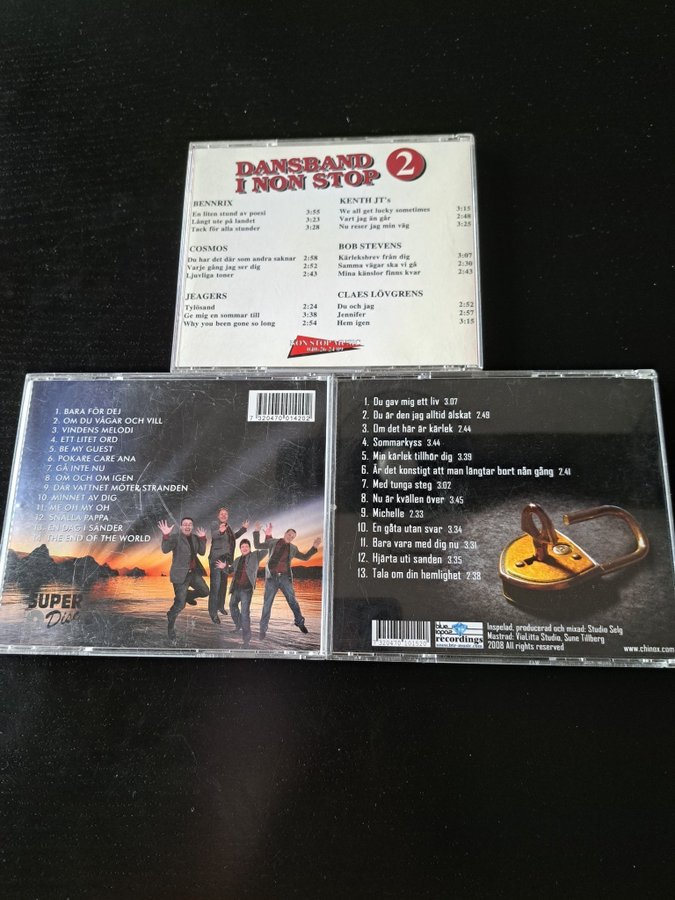 DANSBAND
I NON STOP 2
BENNRIX
En liten stund av poesi 3:55
Långt ute på landet 3:23
Tack för alla stunder 3:28
COSMOS
Du har det där som andra saknar 2:58
Varje gång jag ser dig 2:52
Ljuvliga toner 2:43
JEAGERS
Tylösand 2:24
Ge mig en sommar till 3:38
Why you been gone so long 2:54
KENTH JT's
We all get lucky sometimes 3:15
Vart jag än går 2:48
Nu reser jag min väg 3:25
BOB STEVENS
Kärleksbrev från dig 3:07
Samma vägar ska vi gå 2:30
Mina känslor finns kvar 2:43
CLAES LÖVGRENS
Du och jag 2:52
Jennifer 2:57
Hem igen 3:15
NON STOP MUSIC
1. BARA FÖR DEJ
2. OM DU VÅGAR OCH VILL
3. VINDENS MELODI
4. ETT LITET ORD
5. BE MY GUEST
6. POKARE CARE ANA
7. GÅ INTE NU
8. OM OCH OM IGEN
9. DÄR VATTNET MÖTER STRANDEN
10. MINNET AV DIG
11. ME OH MY OH
12. SNÄLLA PAPPA
13. EN DAG I SÄNDER
14. THE END OF THE WORLD
7 320470 014202
SUPER
Disc
1. Du gav mig ett liv 3.07
2. Du är den jag alltid älskat 2.49
3. Om det här är kärlek 2.44
4. Sommarkyss 3.44
5. Min kärlek tillhör dig 3.39
6. Är det konstigt att man längtar bort nån gång 2.41
7. Med tunga steg 3.02
8. Nu är kvällen över 3.45
9. Michelle 2.33
10. En gåta utan svar 3.34
11. Bara vara med dig nu 3.31
12. Hjärta uti sanden 3.35
13. Tala om din hemlighet 2.38
recordings
Inspelad, producerad och mixad: Studio Selg
Mastrad: ViaLitta Studio, Sune Tillberg
2008 All rights reserved
www.chinox.com